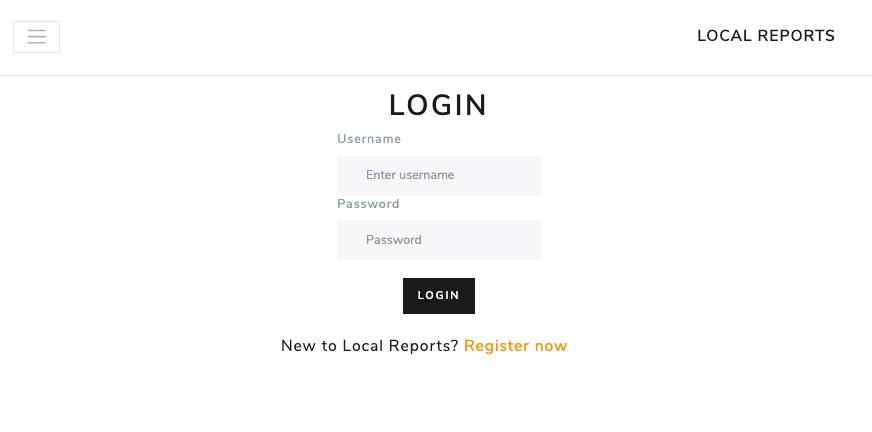 LOCAL REPORTS
LOGIN
Username
Enter username
Password
Password
LOGIN
New to Local Reports? Register now